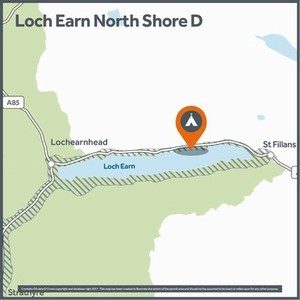 Loch Earn North Shore D
A85
Lochearnhead
St Fillans
Loch Earn
Strathyre